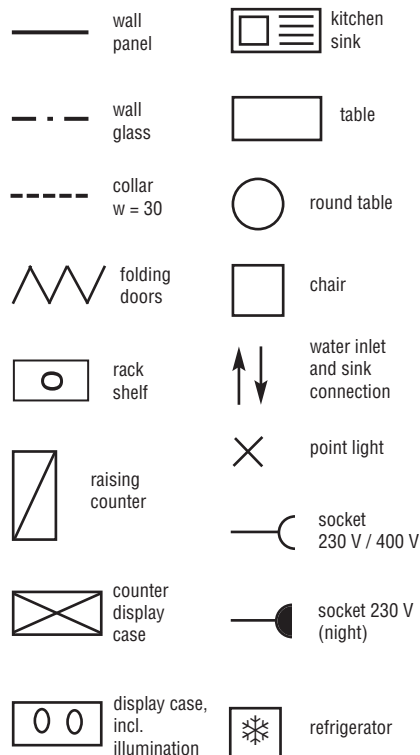 wall
panel
wall
glass
collar
w = 30
folding
doors
rack
shelf
raising
counter
counter
display
case
display case,
incl.
illumination
kitchen
sink
table
round table
chair
water inlet
and sink
connection
point light
socket
230 V / 400 V
socket 230 V
(night)
refrigerator